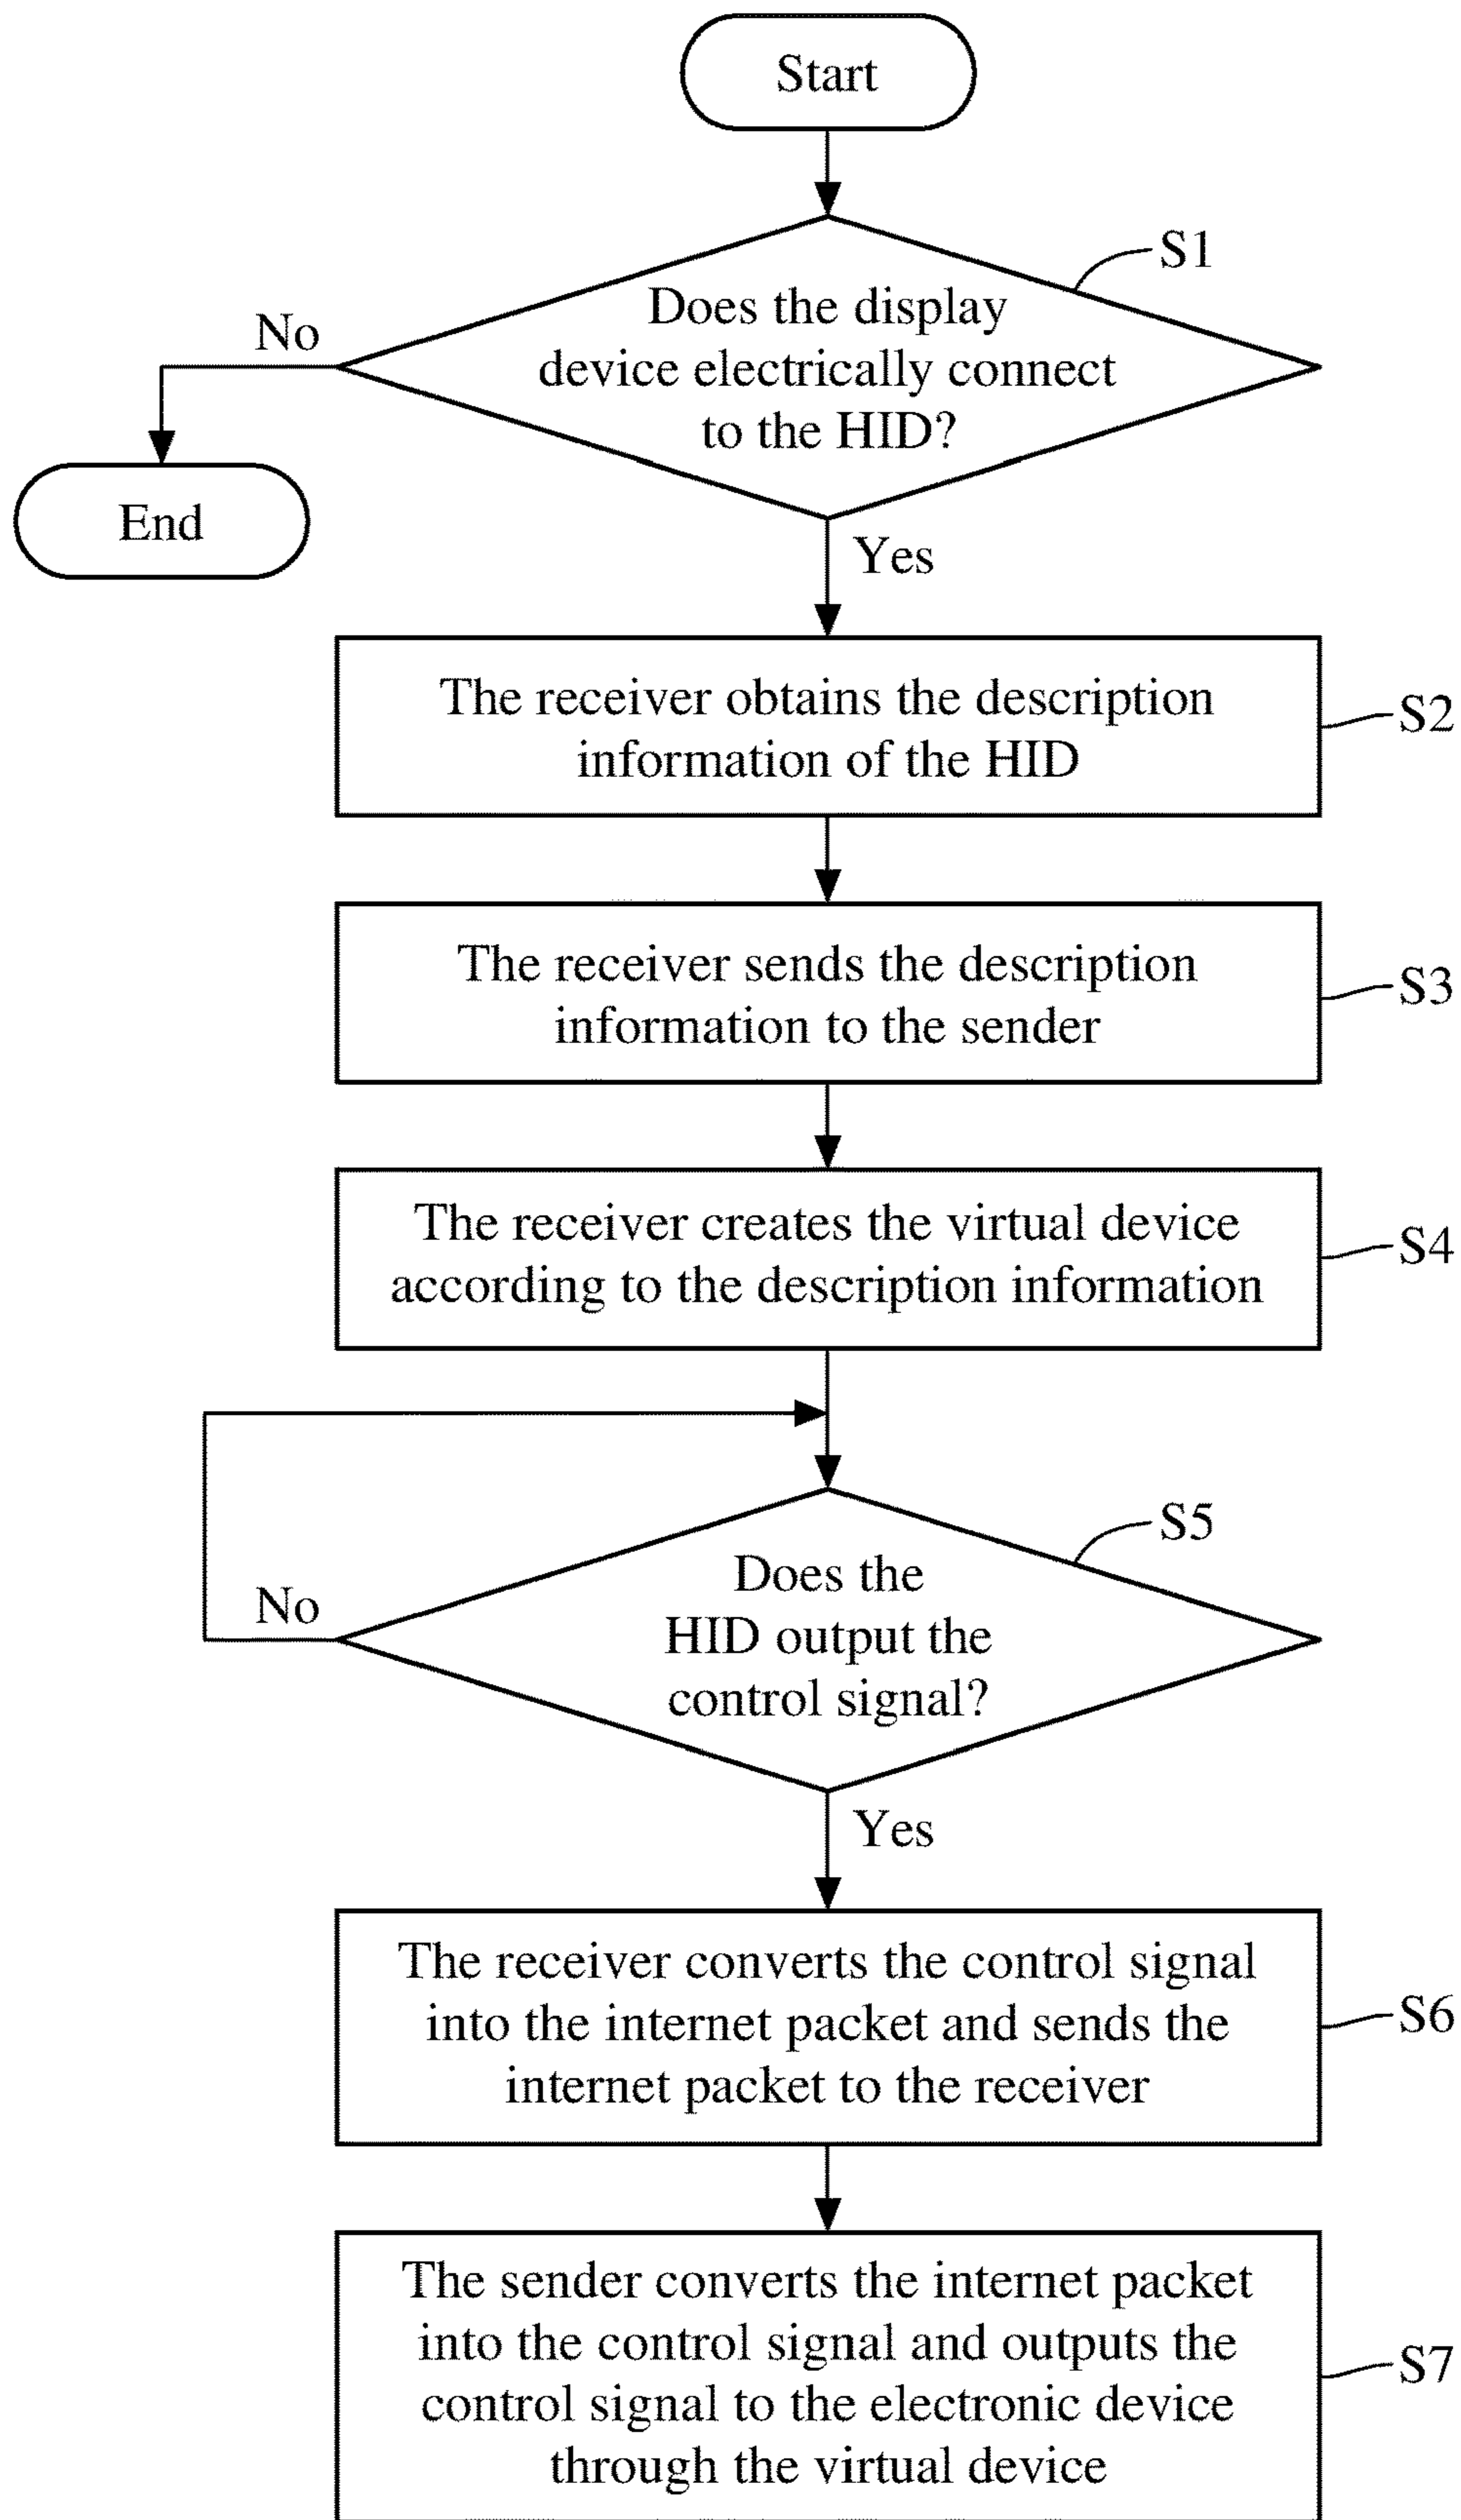 Start
S1
Does the display
device electrically connect
to the HID?
No
End
Yes
The receiver obtains the description
information of the HID
S2
The receiver sends the description
information to the sender
S3
The receiver creates the virtual device
according to the description information
S4
S5
Does the
HID output the
control signal?
No
Yes
The receiver converts the control signal
into the internet packet and sends the
internet packet to the receiver
S6
The sender converts the internet packet
into the control signal and outputs the
control signal to the electronic device
through the virtual device
S7